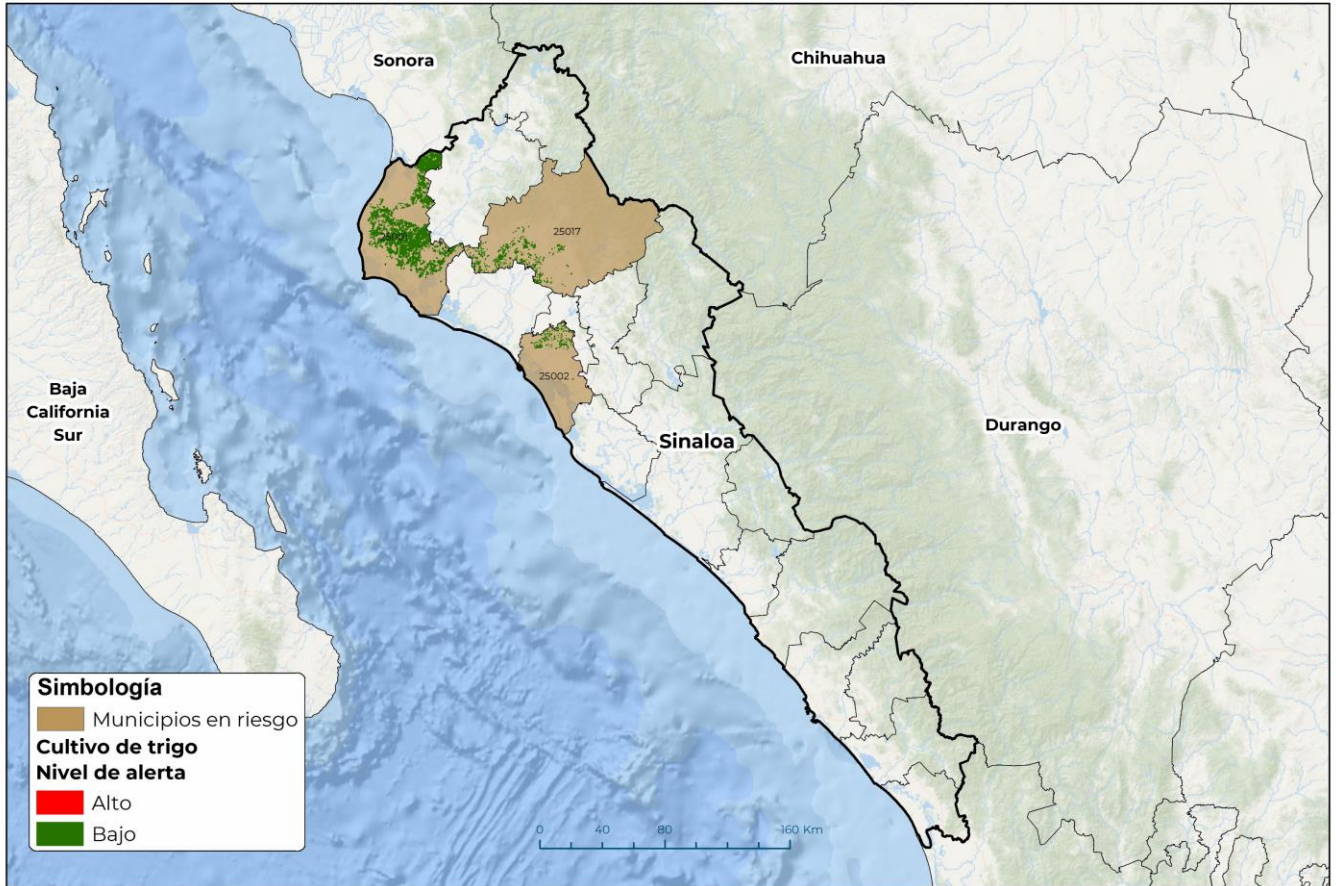 Sonora
Chihuahua
25017
25002
Baja
California
Sur
Sinaloa
Durango
Simbología
Municipios en riesgo
Cultivo de trigo
Nivel de alerta
Alto
Bajo
0 40 80 160 Km